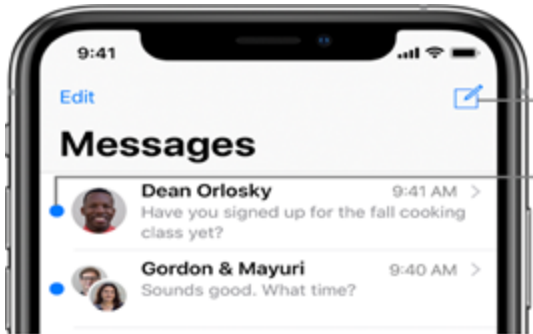 9:41
Edit
Messages
Dean Orlosky 9:41 AM
Have you signed up for the fall cooking
class yet?
Gordon & Mayuri 9:40 AM
Sounds good. What time?